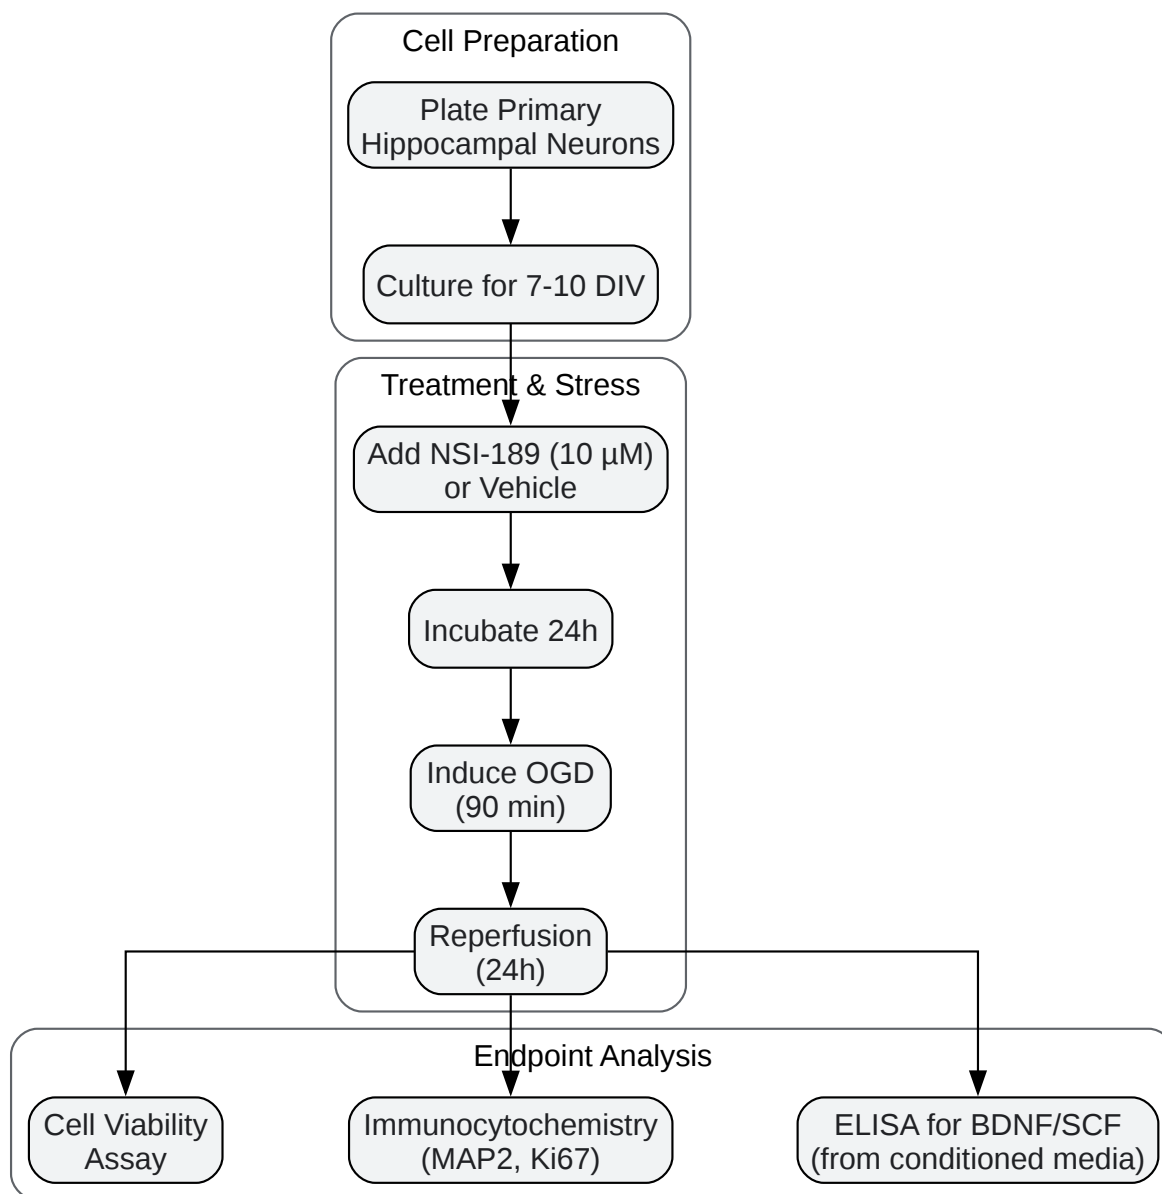 Cell Preparation
Plate Primary
Hippocampal Neurons
Culture for 7-10 DIV
Treatment & Stress
Add NSI-189 (10 µM)
or Vehicle
Incubate 24h
Induce OGD
(90 min)
Reperfusion
(24h)
Endpoint Analysis
Cell Viability
Assay
Immunocytochemistry
(MAP2, Ki67)
ELISA for BDNF/SCF
(from conditioned media)